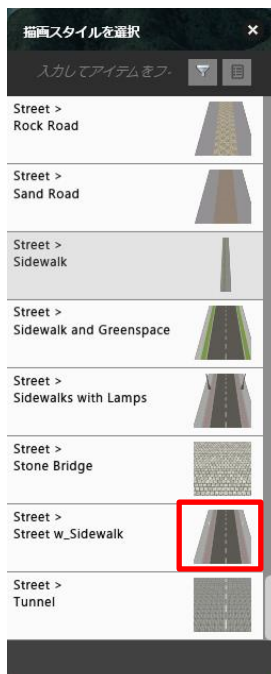 描画スタイルを選択
入力してアイテムをフ‐
Street >
Rock Road
Street >
Sand Road
Street >
Sidewalk
Street >
Sidewalk and Greenspace
Street >
Sidewalks with Lamps
Street >
Stone Bridge
Street >
Street w_Sidewalk
Street >
Tunnel